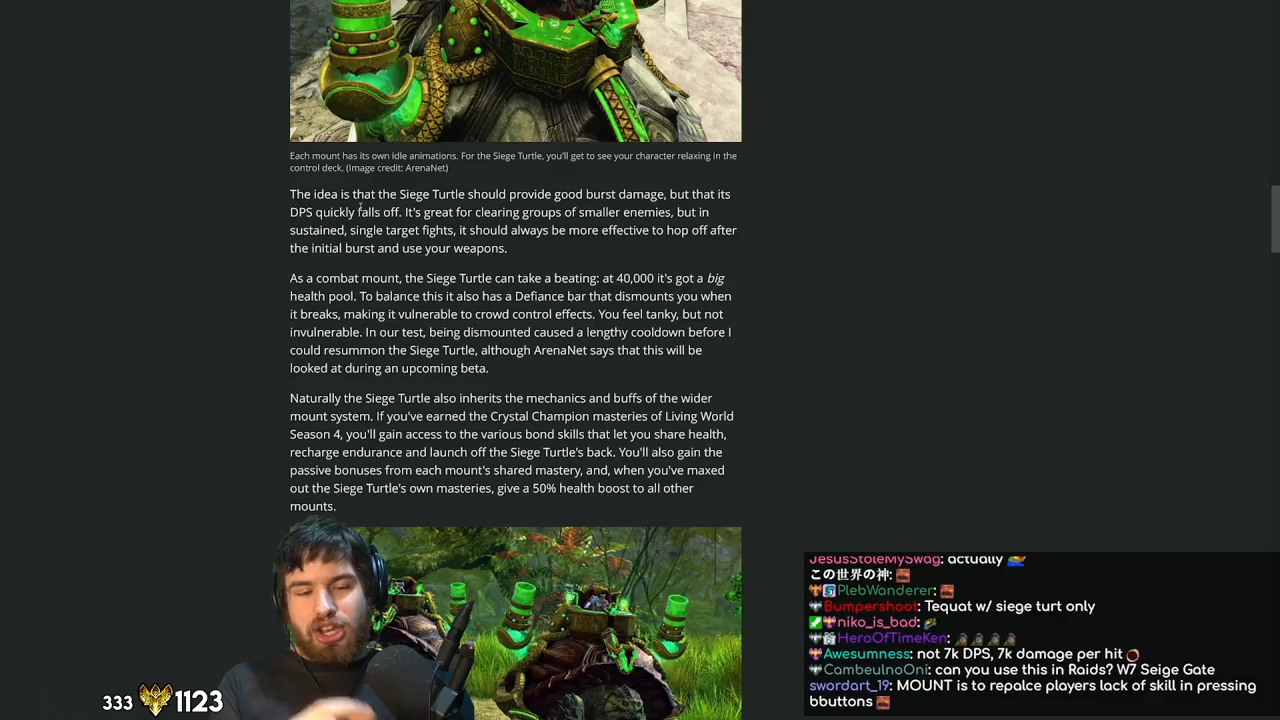 Each mount has its own idle animations. For the Siege Turtle, you'll get to see your character relaxing in the
control deck. (Image credit: ArenaNet)
The idea is that the Siege Turtle should provide good burst damage, but that its
DPS quickly falls off. It's great for clearing groups of smaller enemies, but in
sustained, single target fights, it should always be more effective to hop off after
the initial burst and use your weapons.
As a combat mount, the Siege Turtle can take a beating: at 40,000 it's got a big
health pool. To balance this it also has a Defiance bar that dismounts you when
it breaks, making it vulnerable to crowd control effects. You feel tanky, but not
invulnerable. In our test, being dismounted caused a lengthy cooldown before I
could resummon the Siege Turtle, although ArenaNet says that this will be
looked at during an upcoming beta.
Naturally the Siege Turtle also inherits the mechanics and buffs of the wider
mount system. If you've earned the Crystal Champion masteries of Living World
Season 4, you'll gain access to the various bond skills that let you share health,
recharge endurance and launch off the Siege Turtle's back. You'll also gain the
passive bonuses from each mount's shared mastery, and, when you've maxed
out the Siege Turtle's own masteries, give a 50% health boost to all other
mounts.
JesusStoleMySwag: actually
この世界の神:
PlebWanderer:
Bumpershoot: Tequat w/ siege turt only
niko_is_bad:
HeroOfTimeKen:
Awesumness: not 7k DPS, 7k damage per hit
CambeulnoOni: can you use this in Raids? W7 Seige Gate
swordart_19: MOUNT is to repalce players lack of skill in pressing
bbuttons
333 1123